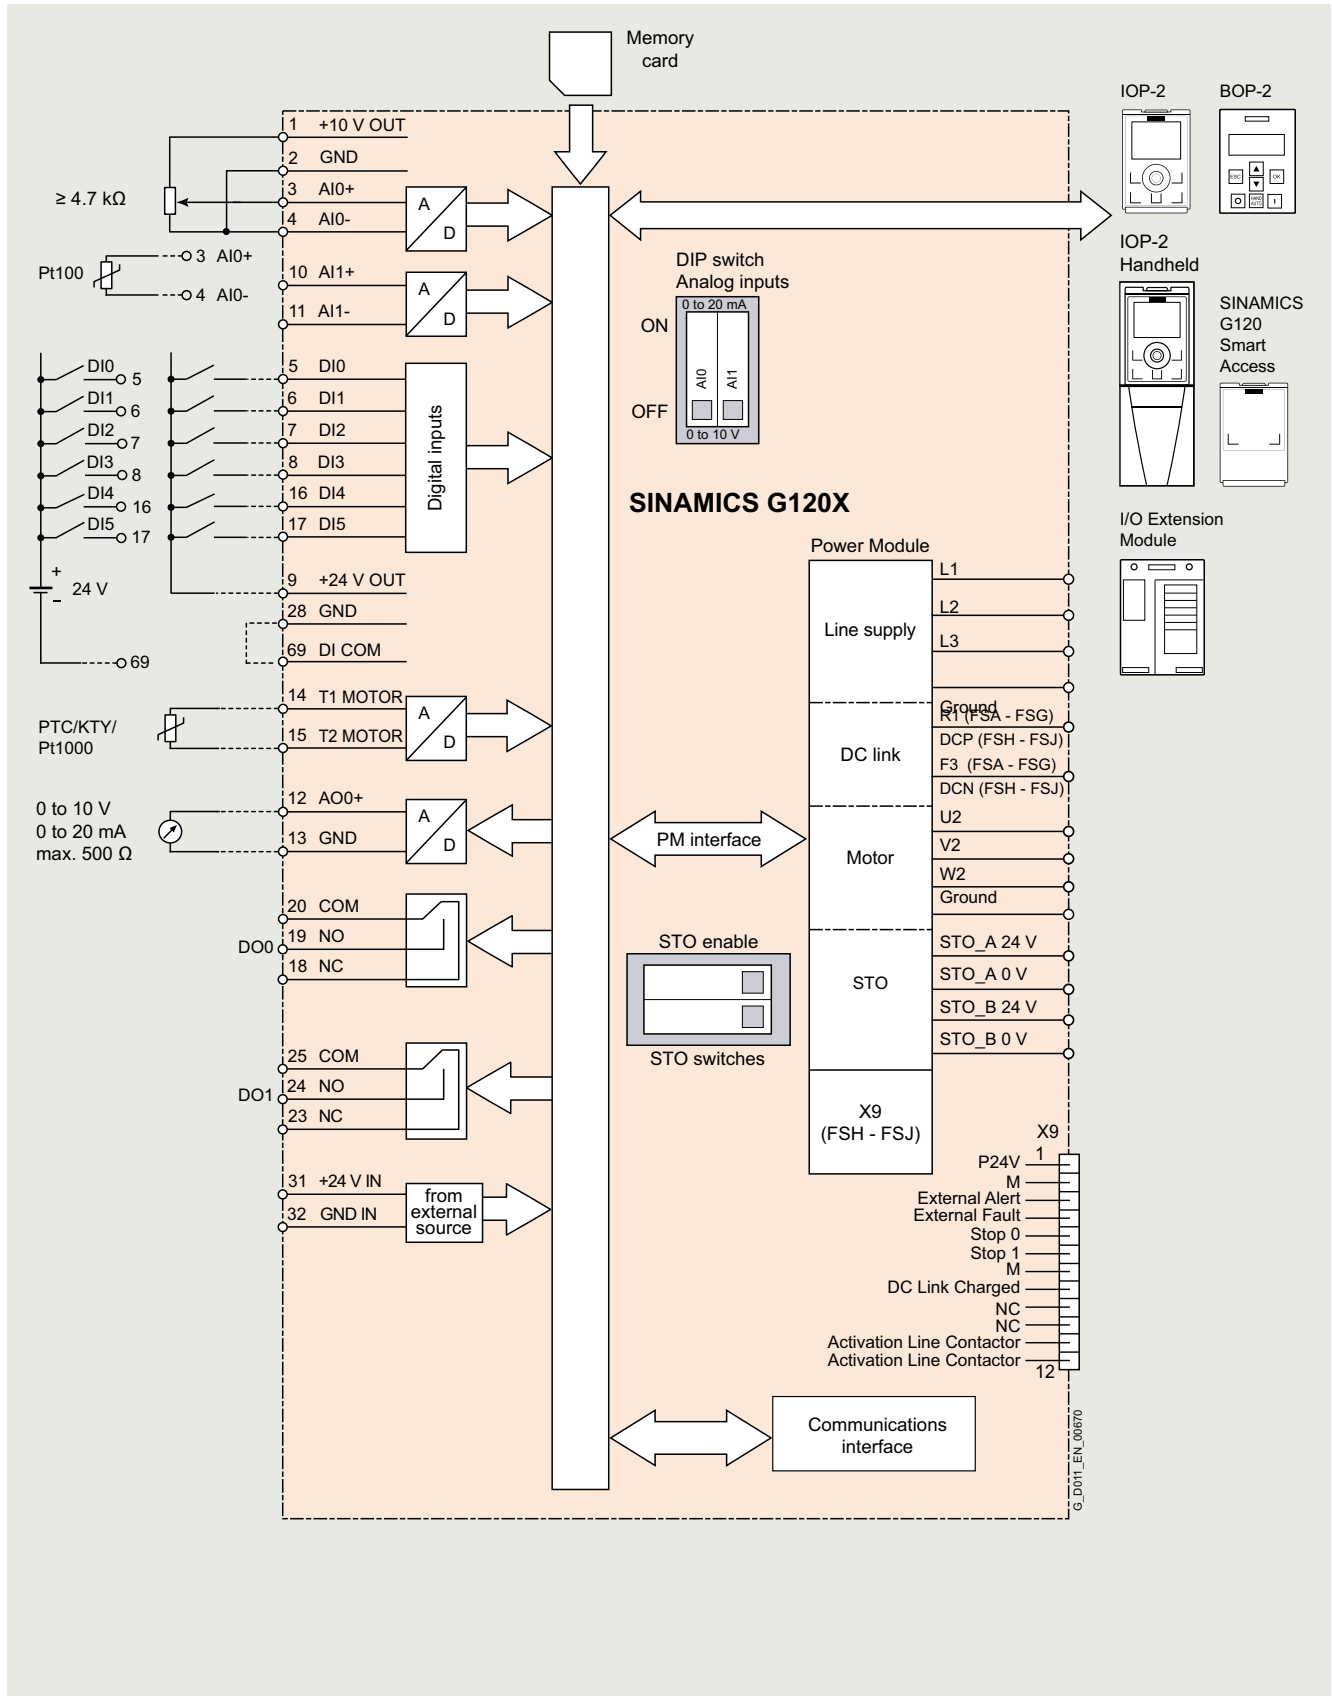 Memory
card
IOP-2
BOP-2
ESC
OK
HAND
AUTO
IOP-2
Handheld
SINAMICS
G120
Smart
Access
I/O Extension
Module
1 +10 V OUT
2 GND
3 AI0+
4 AI0-
≥ 4.7 kΩ
A
D
Pt100
3 AI0+
4 AI0-
10 AI1+
11 AI1-
A
D
DIP switch
Analog inputs
0 to 20 mA
ON
AI0
AI1
OFF
0 to 10 V
DI0
5
DI1
6
DI2
7
DI3
8
DI4
16
DI5
17
+
24 V
-
69
5 DI0
6 DI1
7 DI2
8 DI3
16 DI4
17 DI5
Digital inputs
9 +24 V OUT
28 GND
69 DI COM
SINAMICS G120X
PTC/KTY/
Pt1000
14 T1 MOTOR
15 T2 MOTOR
A
D
0 to 10 V
0 to 20 mA
max. 500 Ω
12 AO0+
13 GND
A
D
DO0
20 COM
19 NO
18 NC
DO1
25 COM
24 NO
23 NC
31 +24 V IN
32 GND IN
from
external
source
PM interface
STO enable
STO switches
Power Module
Line supply
DC link
Motor
STO
X9
(FSH - FSJ)
L1
L2
L3
Ground
R1 (FSA - FSG)
DCP (FSH - FSJ)
F3 (FSA - FSG)
DCN (FSH - FSJ)
U2
V2
W2
Ground
STO_A 24 V
STO_A 0 V
STO_B 24 V
STO_B 0 V
X9
1
P24V
M
External Alert
External Fault
Stop 0
Stop 1
M
DC Link Charged
NC
NC
Activation Line Contactor
Activation Line Contactor
12
Communications
interface
G_D011_EN_00670